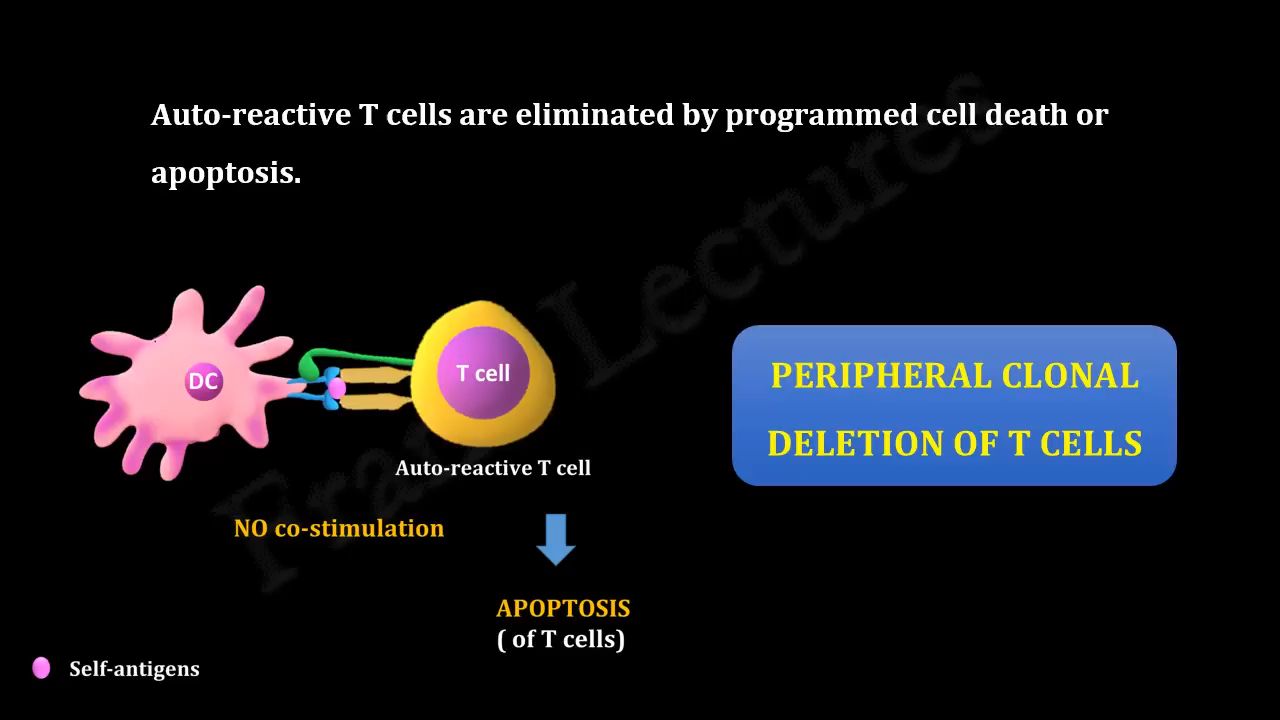 Auto-reactive T cells are eliminated by programmed cell death or
apoptosis.
DC
T cell
Auto-reactive T cell
NO co-stimulation
APOPTOSIS
( of T cells)
Self-antigens
PERIPHERAL CLONAL
DELETION OF T CELLS
Lectures